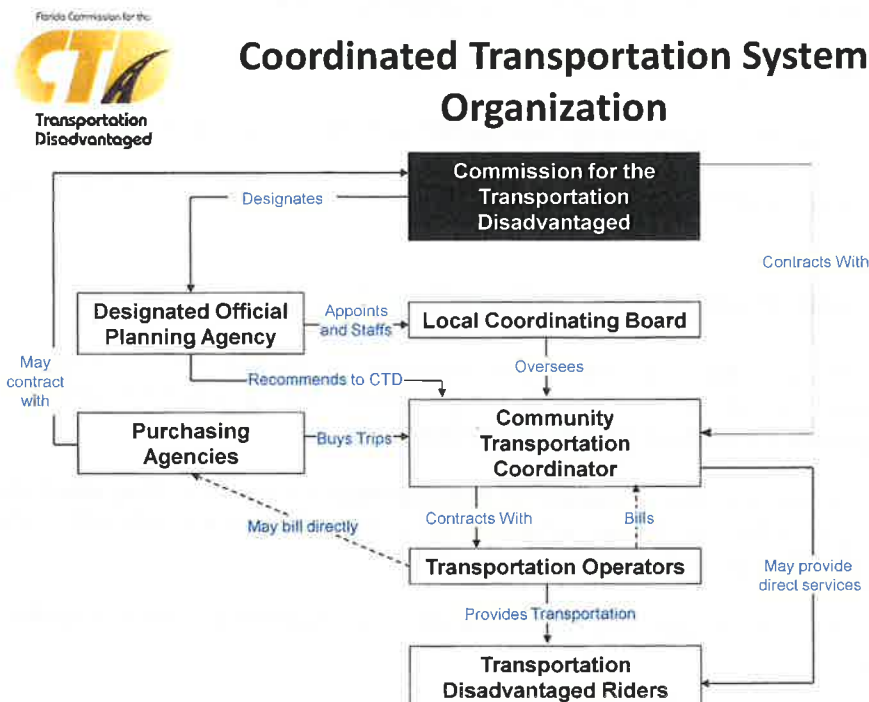 Florida Commission for the
CTD
Transportation
Disadvantaged
Coordinated Transportation System
Organization
Commission for the
Transportation
Disadvantaged
Designates
Contracts With
Designated Official
Planning Agency
Appoints
and Staffs
Local Coordinating Board
May
contract
with
Recommends to CTD
Oversees
Purchasing
Agencies
Buys Trips
Community
Transportation
Coordinator
May bill directly
Contracts With
Bills
Transportation Operators
May provide
direct services
Provides Transportation
Transportation
Disadvantaged Riders